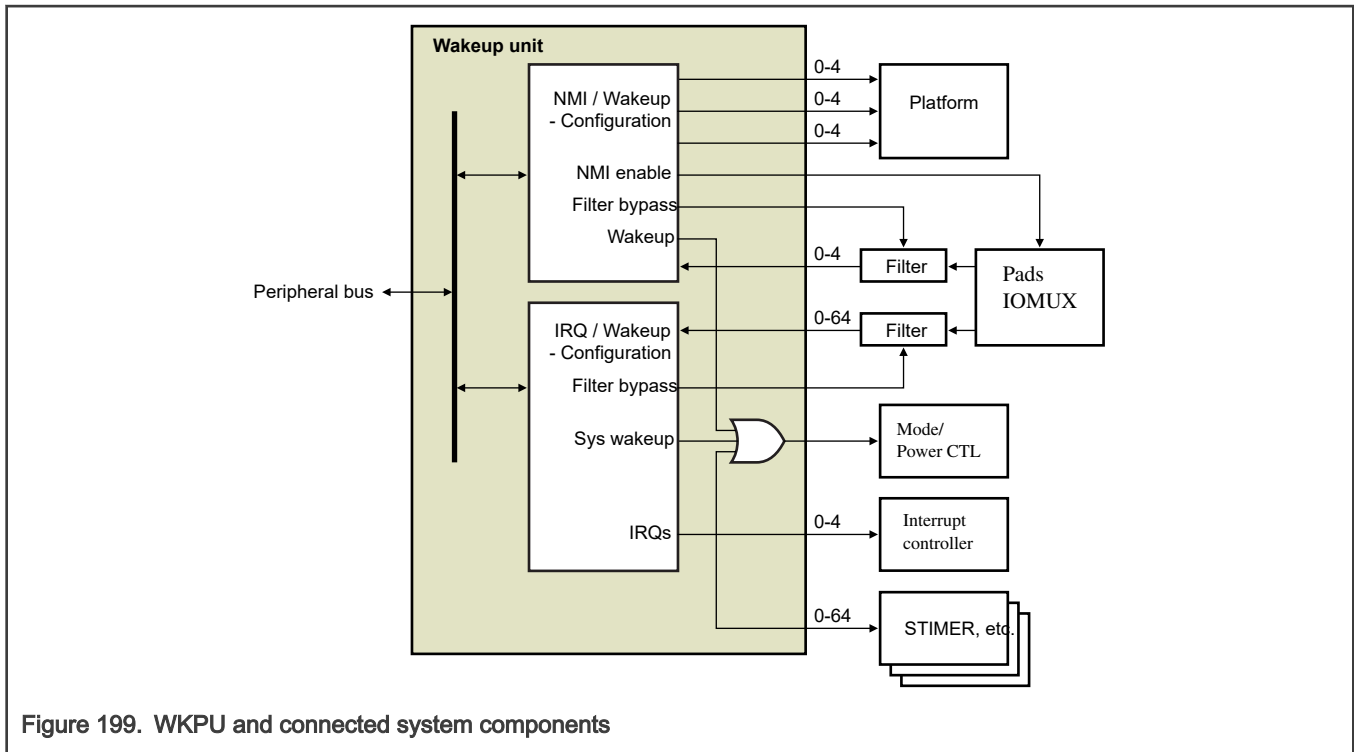 Wakeup unit
NMI / Wakeup
- Configuration
NMI enable
Filter bypass
Wakeup
0-4
0-4
0-4
Platform
0-4
Filter
Pads
IOMUX
Peripheral bus
IRQ / Wakeup
- Configuration
Filter bypass
Sys wakeup
IRQs
0-64
Filter
Mode/
Power CTL
0-4
Interrupt
controller
0-64
STIMER, etc.
Figure 199. WKPU and connected system components